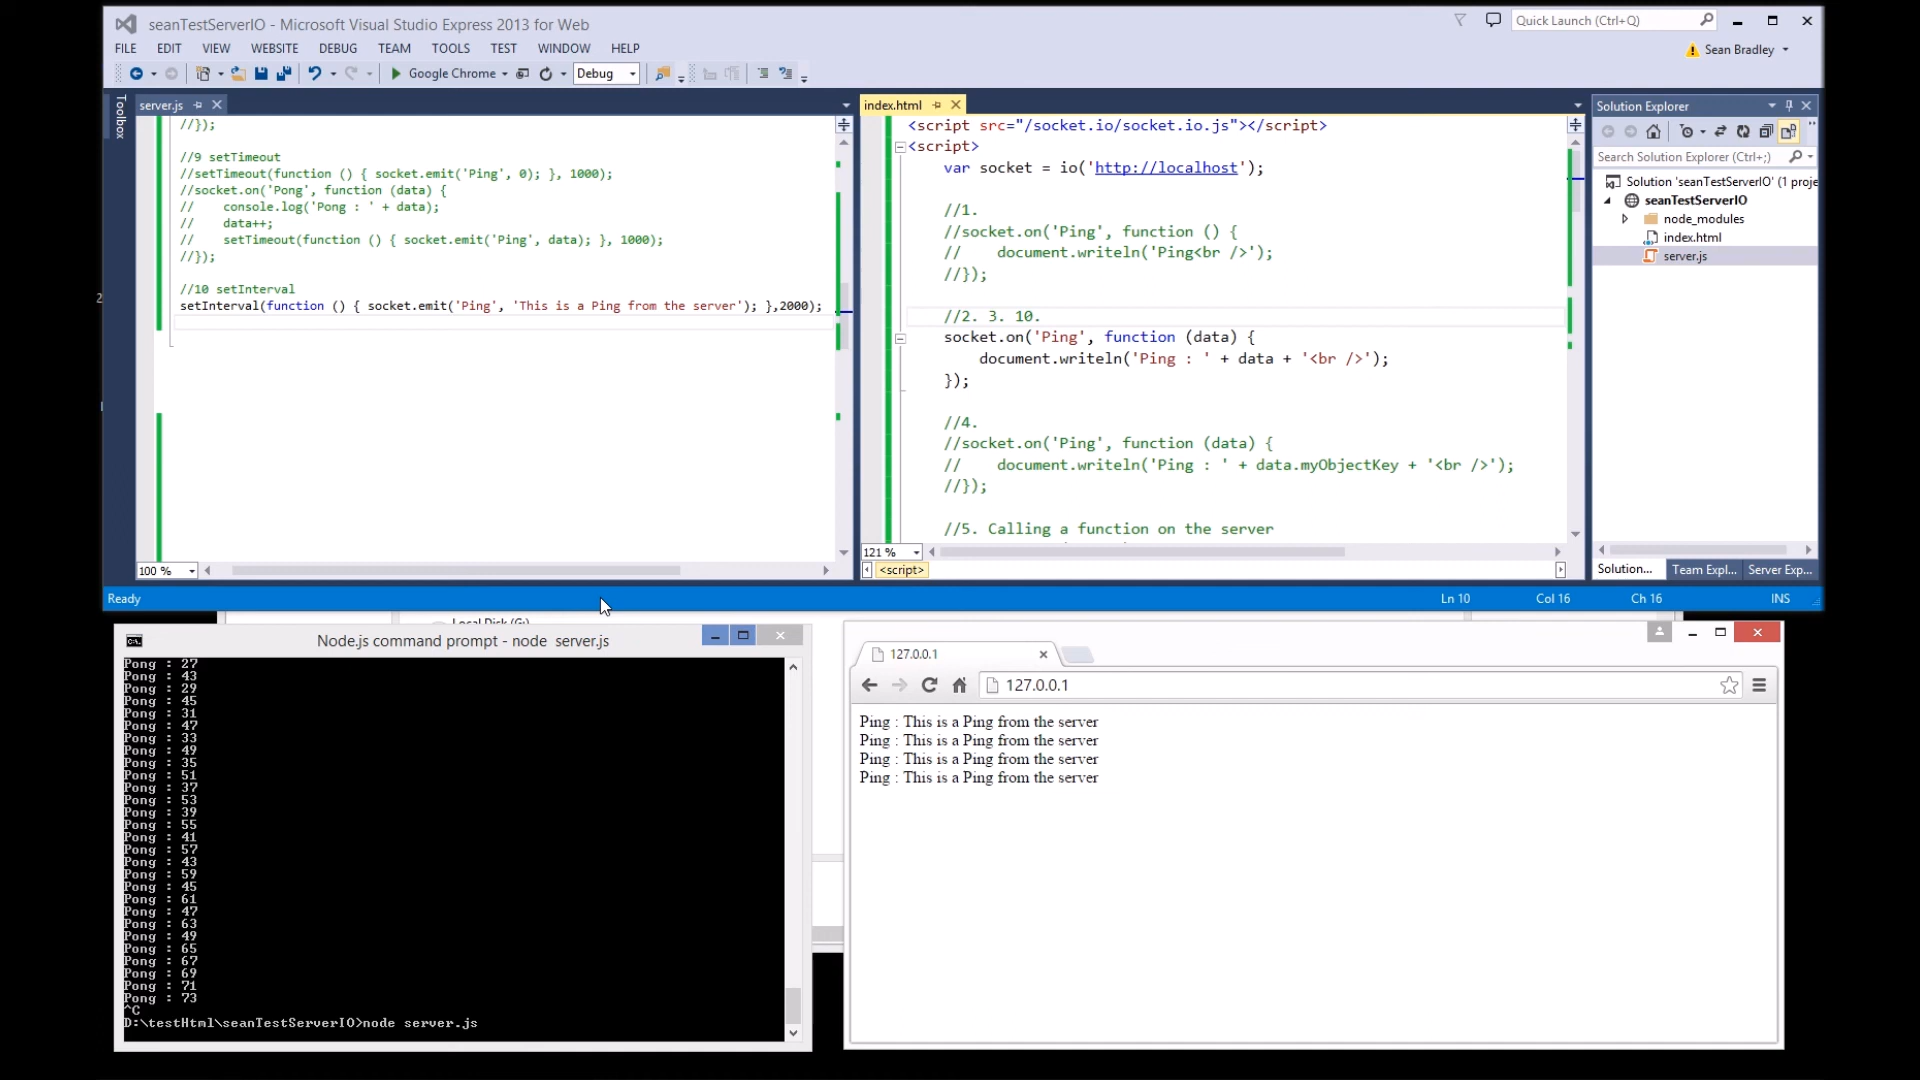 seanTestServerIO - Microsoft Visual Studio Express 2013 for Web
Quick Launch (Ctrl+Q)
FILE EDIT VIEW WEBSITE DEBUG TEAM TOOLS TEST WINDOW HELP
Sean Bradley
Google Chrome
Debug
Toolbox
server.js
//});
//9 setTimeout
//setTimeout(function () { socket.emit('Ping', 0); }, 1000);
//socket.on('Pong', function (data) {
//    console.log('Pong : ' + data);
//    data++;
//    setTimeout(function () { socket.emit('Ping', data); }, 1000);
//});
//10 setInterval
setInterval(function () { socket.emit('Ping', 'This is a Ping from the server'); },2000);
100 %
index.html
<script src="/socket.io/socket.io.js"></script>
<script>
var socket = io('http://localhost');
//1.
//socket.on('Ping', function () {
//    document.writeln('Ping<br />');
//});
//2. 3. 10.
socket.on('Ping', function (data) {
document.writeln('Ping : ' + data + '<br />');
});
//4.
//socket.on('Ping', function (data) {
//    document.writeln('Ping : ' + data.myObjectKey + '<br />');
//});
//5. Calling a function on the server
121 %
<script>
Solution Explorer
Search Solution Explorer (Ctrl+;)
Solution 'seanTestServerIO' (1 proje
seanTestServerIO
node_modules
index.html
server.js
Solution... Team Expl... Server Exp...
Ready
Ln 10 Col 16 Ch 16 INS
Node.js command prompt - node  server.js
Pong : 27
Pong : 43
Pong : 29
Pong : 45
Pong : 31
Pong : 47
Pong : 33
Pong : 49
Pong : 35
Pong : 51
Pong : 37
Pong : 53
Pong : 39
Pong : 55
Pong : 41
Pong : 57
Pong : 43
Pong : 59
Pong : 45
Pong : 61
Pong : 47
Pong : 63
Pong : 49
Pong : 65
Pong : 67
Pong : 69
Pong : 71
Pong : 73
^C
D:\testHtml\seanTestServerIO>node server.js
127.0.0.1
127.0.0.1
Ping : This is a Ping from the server
Ping : This is a Ping from the server
Ping : This is a Ping from the server
Ping : This is a Ping from the server